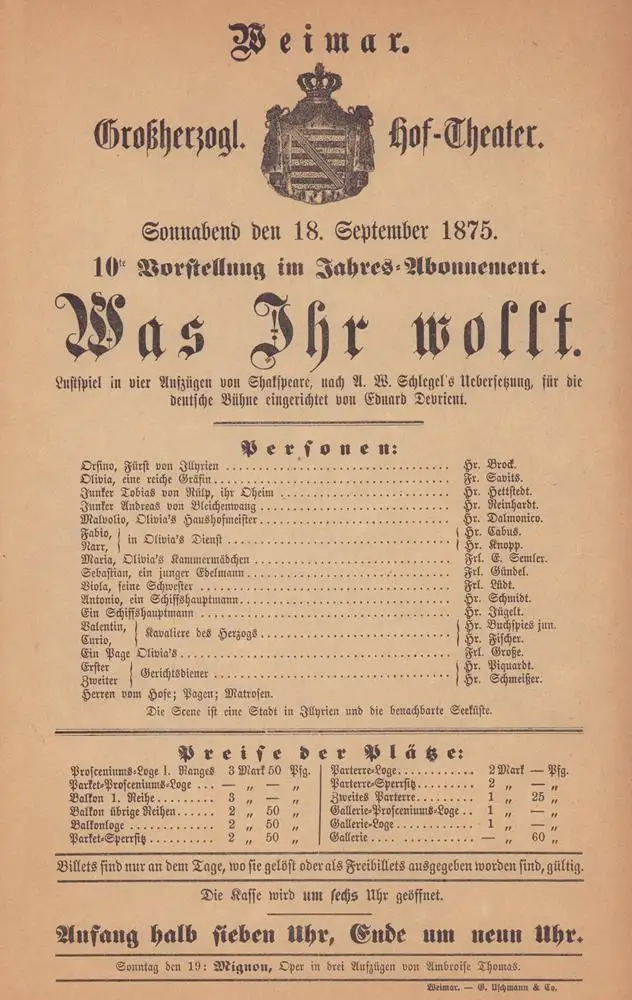 Weimar.
Großherzogl. Hof-Theater.
Sonnabend den 18. September 1875.
10te Vorstellung im Jahres-Abonnement.
Was Ihr wollt.
Lustspiel in vier Aufzügen von Shakspeare, nach A. W. Schlegel's Uebersetzung, für die
deutsche Bühne eingerichtet von Eduard Devrient.
Personen:
Orsino, Fürst von Illyrien . . . . . Hr. Brock.
Olivia, eine reiche Gräfin . . . . . Fr. Savits.
Junker Tobias von Rülp, ihr Oheim . . . . . Hr. Hettstedt.
Junker Andreas von Bleichenwang . . . . . Hr. Reinhardt.
Malvolio, Olivia's Haushofmeister . . . . . Hr. Dalmonico.
Fabio, } in Olivia's Dienst . . . . . { Hr. Cabus.
Narr, } { Hr. Knopp.
Maria, Olivia's Kammermädchen . . . . . Frl. E. Semler.
Sebastian, ein junger Edelmann . . . . . Frl. Gündel.
Viola, seine Schwester . . . . . Frl. Lüdt.
Antonio, ein Schiffshauptmann . . . . . Hr. Schmidt.
Ein Schiffshauptmann . . . . . Hr. Jügelt.
Valentin, } Kavaliere des Herzogs . . . . . { Hr. Buchspies jun.
Curio, } { Hr. Fischer.
Ein Page Olivia's . . . . . Frl. Große.
Erster } Gerichtsdiener . . . . . { Hr. Piquardt.
Zweiter } { Hr. Schmeißer.
Herren vom Hofe; Pagen; Matrosen.
Die Scene ist eine Stadt in Illyrien und die benachbarte Seeküste.
Preise der Plätze:
Prosceniums-Loge I. Ranges 3 Mark 50 Pfg.
Parket-Prosceniums-Loge . . . — „ — „
Balkon 1. Reihe . . . . . 3 „ — „
Balkon übrige Reihen . . . . . 2 „ 50 „
Balkonloge . . . . . 2 „ 50 „
Parket-Sperrsitz . . . . . 2 „ 50 „
Parterre-Loge . . . . . 2 Mark — Pfg.
Parterre-Sperrsitz . . . . . 2 „ — „
Zweites Parterre . . . . . 1 „ 25 „
Gallerie-Prosceniums-Loge . . 1 „ — „
Gallerie-Loge . . . . . 1 „ — „
Gallerie . . . . . — „ 60 „
Billets sind nur an dem Tage, wo sie gelöst oder als Freibillets ausgegeben worden sind, gültig.
Die Kasse wird um sechs Uhr geöffnet.
Anfang halb sieben Uhr, Ende um neun Uhr.
Sonntag den 19: Mignon, Oper in drei Aufzügen von Ambroise Thomas.
Weimar. — G. Uschmann & Co.